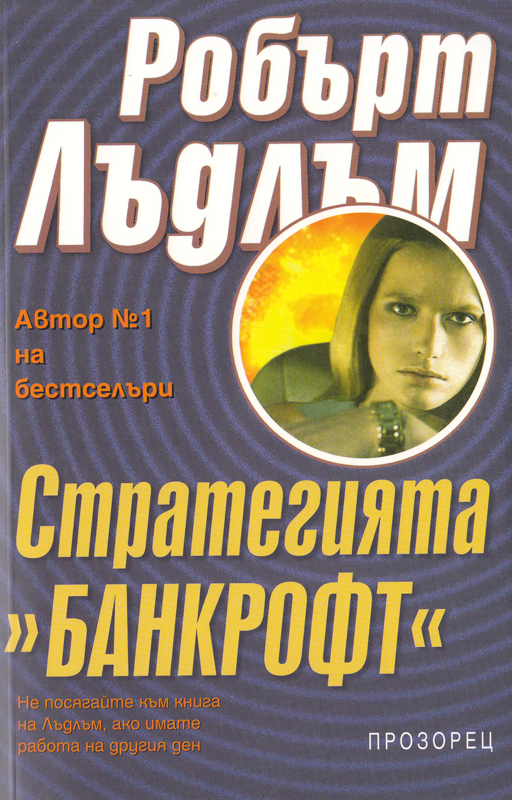 Робърт
Лъдлъм
Автор №1
на
бестселъри
Стратегията
»БАНКРОФТ«
Не посягайте към книга
на Лъдлъм, ако имате
работа на другия ден
ПРОЗОРЕЦ